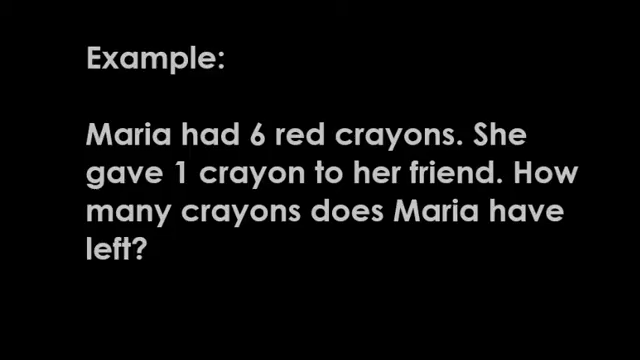 Example:
Maria had 6 red crayons. She
gave 1 crayon to her friend. How
many crayons does Maria have
left?